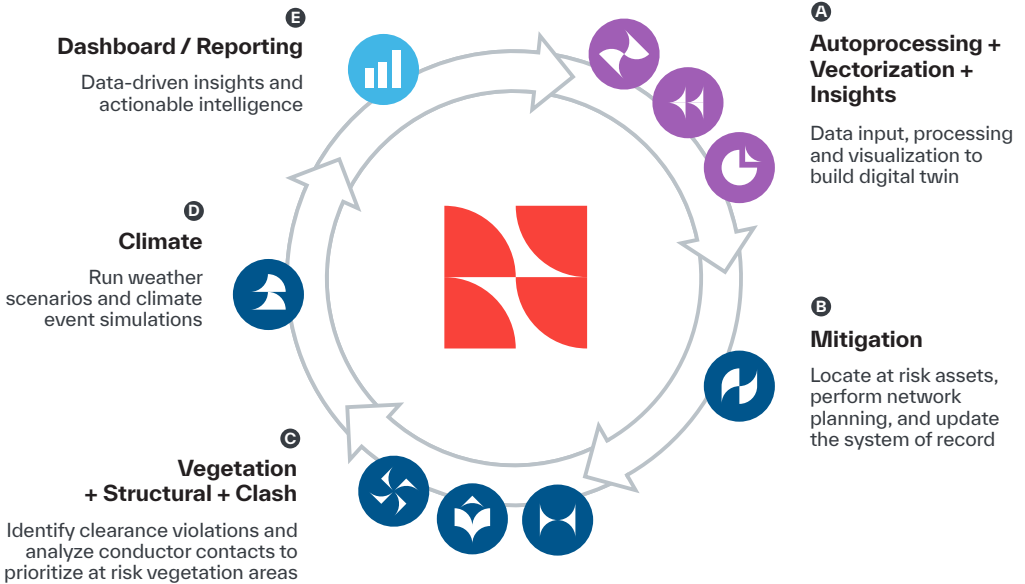 A
Autoprocessing +
Vectorization +
Insights
Data input, processing
and visualization to
build digital twin
B
Mitigation
Locate at risk assets,
perform network
planning, and update
the system of record
C
Vegetation
+ Structural + Clash
Identify clearance violations and
analyze conductor contacts to
prioritize at risk vegetation areas
D
Climate
Run weather
scenarios and climate
event simulations
E
Dashboard / Reporting
Data-driven insights and
actionable intelligence